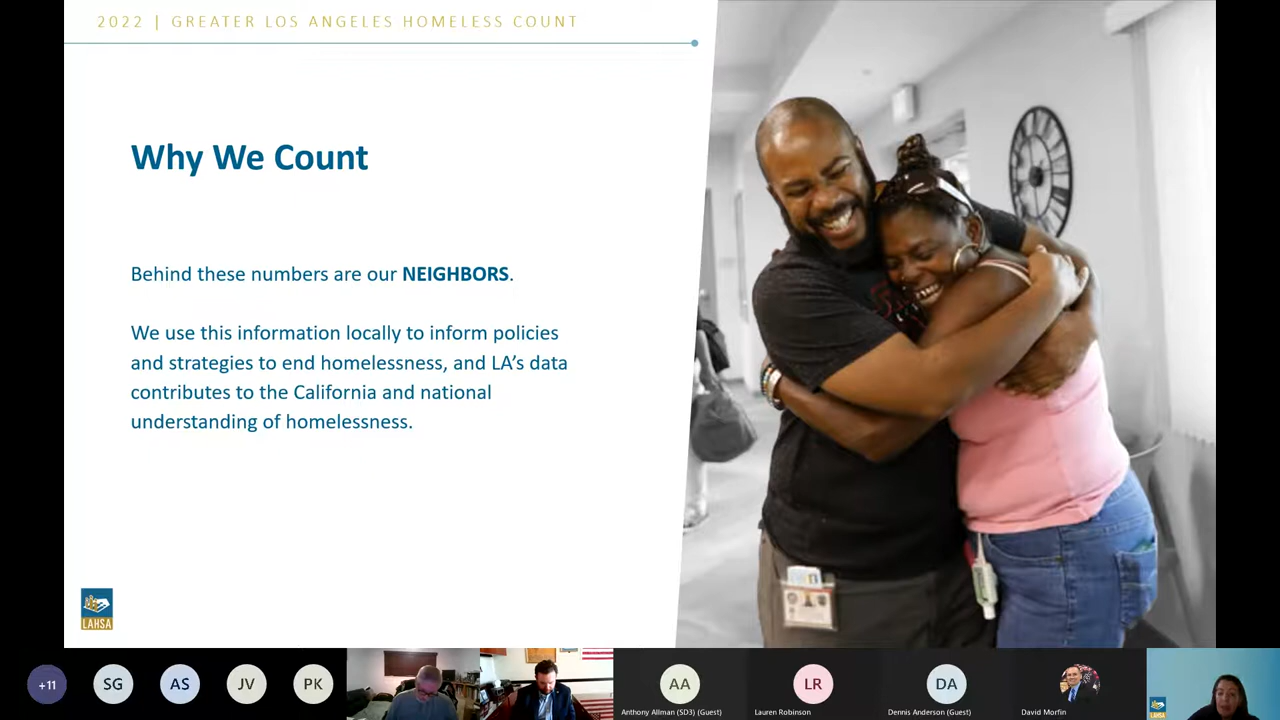 2022 | GREATER LOS ANGELES HOMELESS COUNT
Why We Count
Behind these numbers are our NEIGHBORS.
We use this information locally to inform policies
and strategies to end homelessness, and LA's data
contributes to the California and national
understanding of homelessness.
LAHSA
+11
SG
AS
JV
PK
AA
Anthony Allman (SD3) (Guest)
LR
Lauren Robinson
DA
Dennis Anderson (Guest)
David Morfin
LAHSA